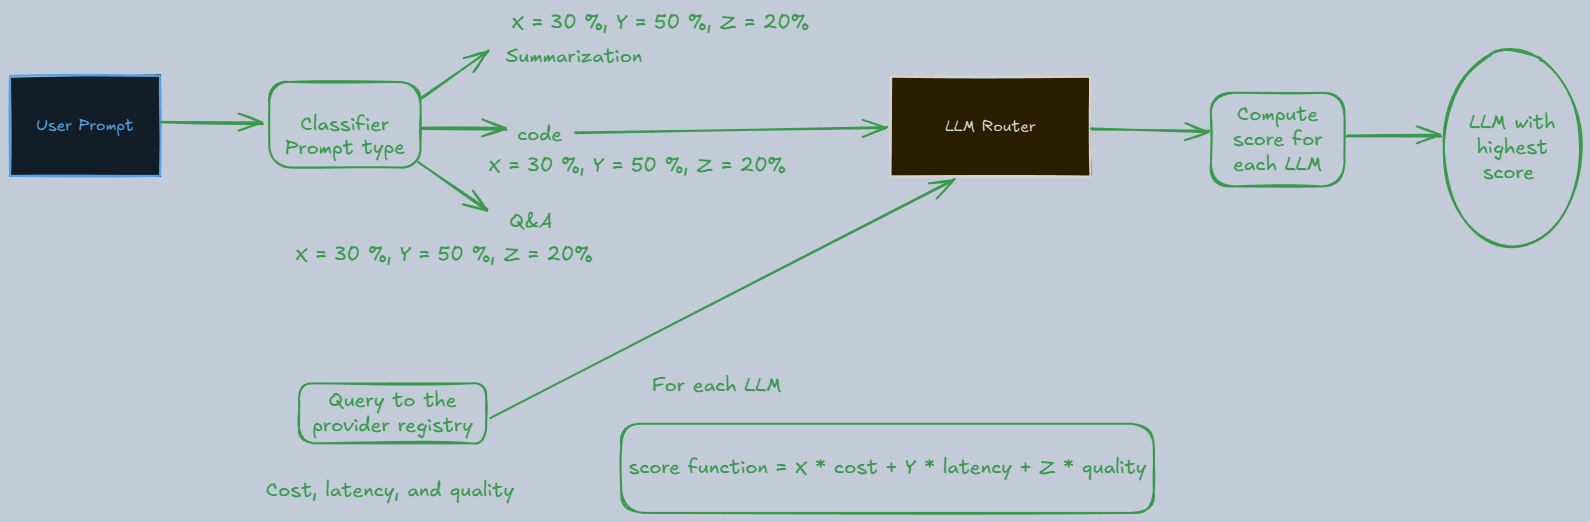 X = 30 %, Y = 50 %, Z = 20%
Summarization
User Prompt
Classifier
Prompt type
code
X = 30 %, Y = 50 %, Z = 20%
Q&A
X = 30 %, Y = 50 %, Z = 20%
LLM Router
Compute
score for
each LLM
LLM with
highest
score
Query to the
provider registry
Cost, latency, and quality
For each LLM
score function = X * cost + Y * latency + Z * quality